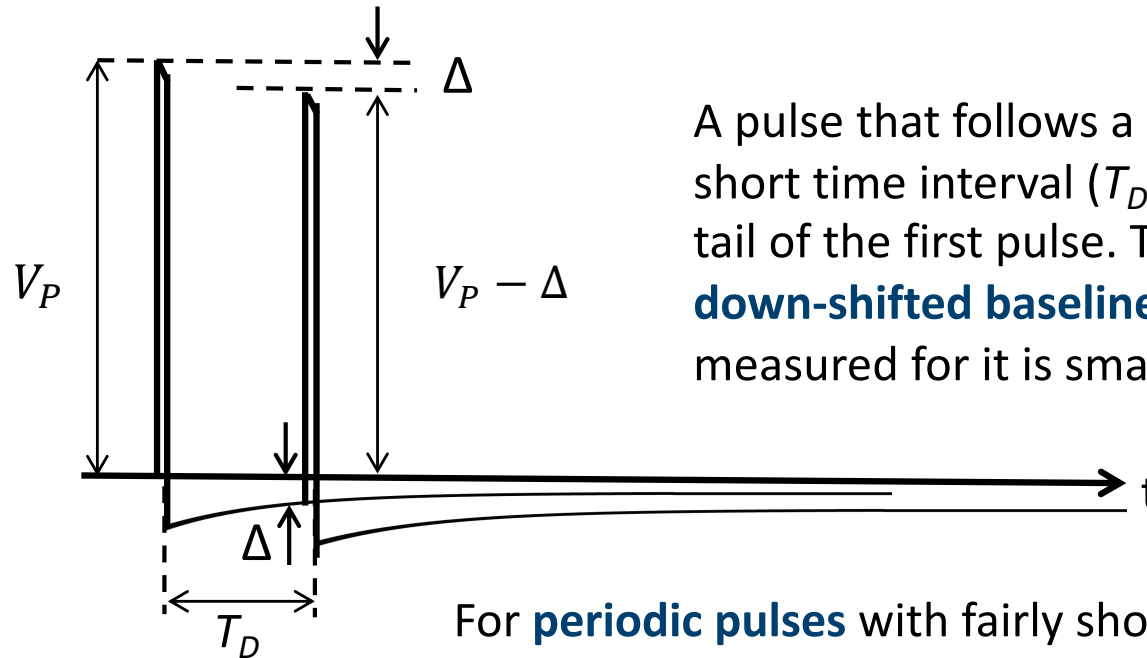 Δ
A pulse that follows a
short time interval (T_D
tail of the first pulse. T
V_P
V_P − Δ
down-shifted baseline
measured for it is sma
t
Δ
T_D
For periodic pulses with fairly sho